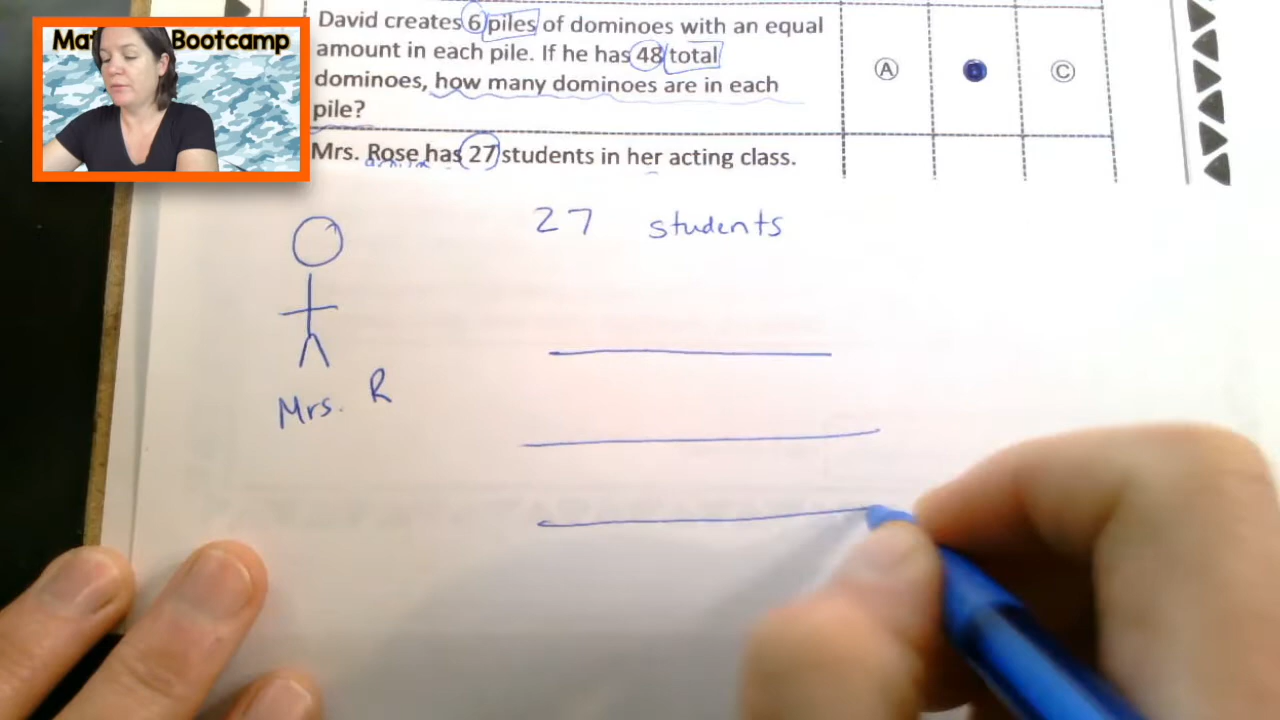 Mat Bootcamp
David creates 6 piles of dominoes with an equal
amount in each pile. If he has 48 total
dominoes, how many dominoes are in each
pile?
A C
Mrs. Rose has 27 students in her acting class.
27 students
Mrs. R